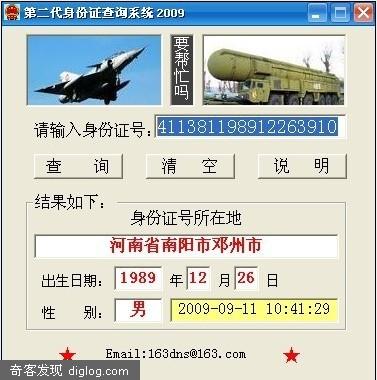 第二代身份证查询系统 2009
要帮忙吗
请输入身份证号:
411381198912263910
查 询 清 空 说 明
结果如下:
身份证号所在地
河南省南阳市邓州市
出生日期: 1989 年 12 月 26 日
性 别: 男 2009-09-11 10:41:29
Email:163dns@163.com
奇客发现 diglog.com